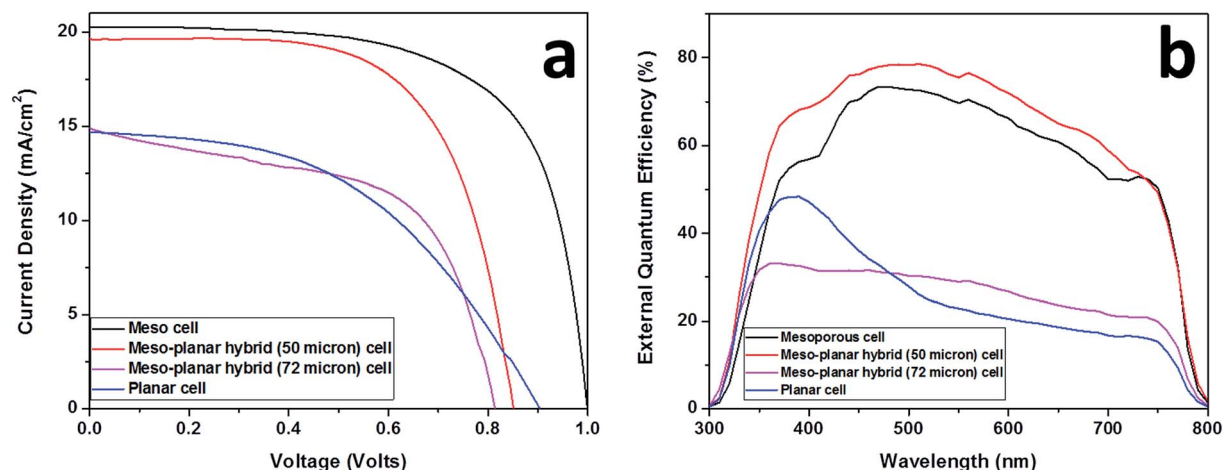 a
20
15
10
5
0
Current Density (mA/cm²)
Meso cell
Meso-planar hybrid (50 micron) cell
Meso-planar hybrid (72 micron) cell
Planar cell
0.0 0.2 0.4 0.6 0.8 1.0
Voltage (Volts)
b
80
60
40
20
0
External Quantum Efficiency (%)
Mesoporous cell
Meso-planar hybrid (50 micron) cell
Meso-planar hybrid (72 micron) cell
Planar cell
300 400 500 600 700 800
Wavelength (nm)